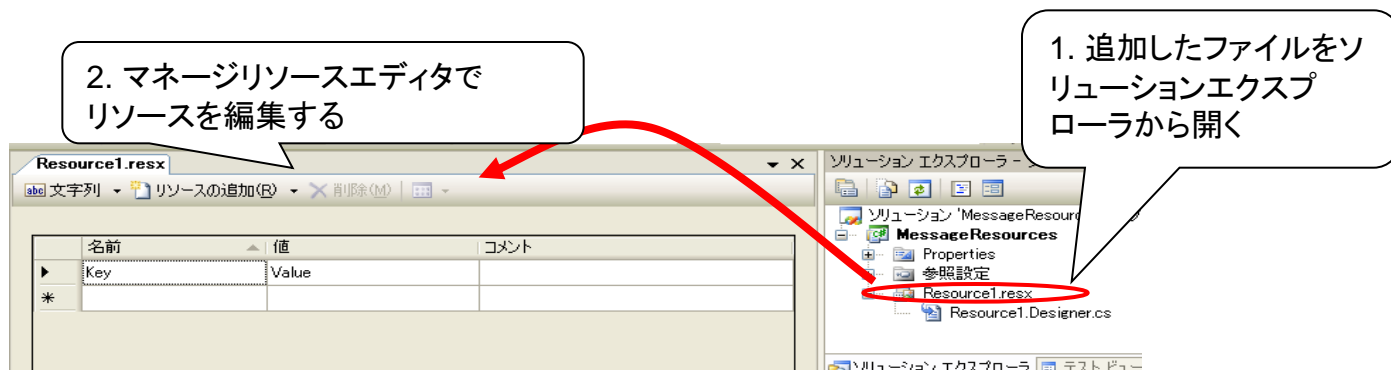 1. 追加したファイルをソ
リューションエクスプ
ローラから開く
2. マネージリソースエディタで
リソースを編集する
Resource1.resx
abc 文字列 リソースの追加(R) 削除(M)
名前 値 コメント
Key Value
ソリューション エクスプローラ -
ソリューション 'MessageResourc
MessageResources
Properties
参照設定
Resource1.resx
Resource1.Designer.cs
ソリューション エクスプローラ テスト ビュー